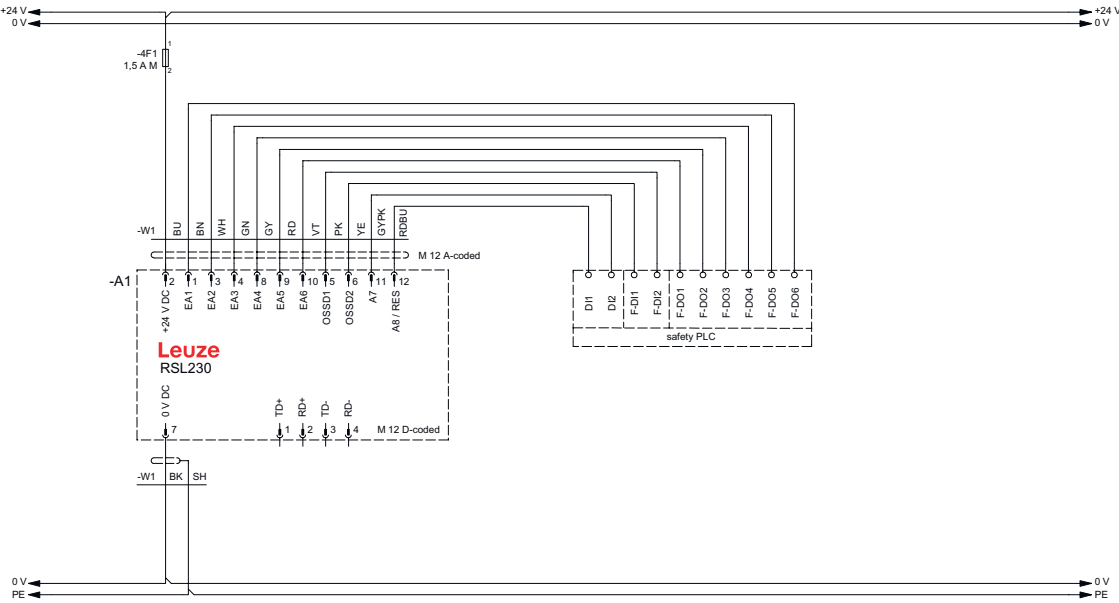 +24 V +24 V
0 V 0 V
-4F1 1
1,5 A M 2
-W1 BU BN WH GN GY RD VT PK YE GYPK RDBU
M 12 A-coded
-A1 2 1 3 4 8 9 10 5 6 11 12
+24 V DC EA1 EA2 EA3 EA4 EA5 EA6 OSSD1 OSSD2 A7 A8 / RES
DI1 DI2 F-DI1 F-DI2 F-DO1 F-DO2 F-DO3 F-DO4 F-DO5 F-DO6
safety PLC
Leuze
RSL230
0 V DC TD+ RD+ TD- RD-
7 1 2 3 4 M 12 D-coded
-W1 BK SH
0 V 0 V
PE PE